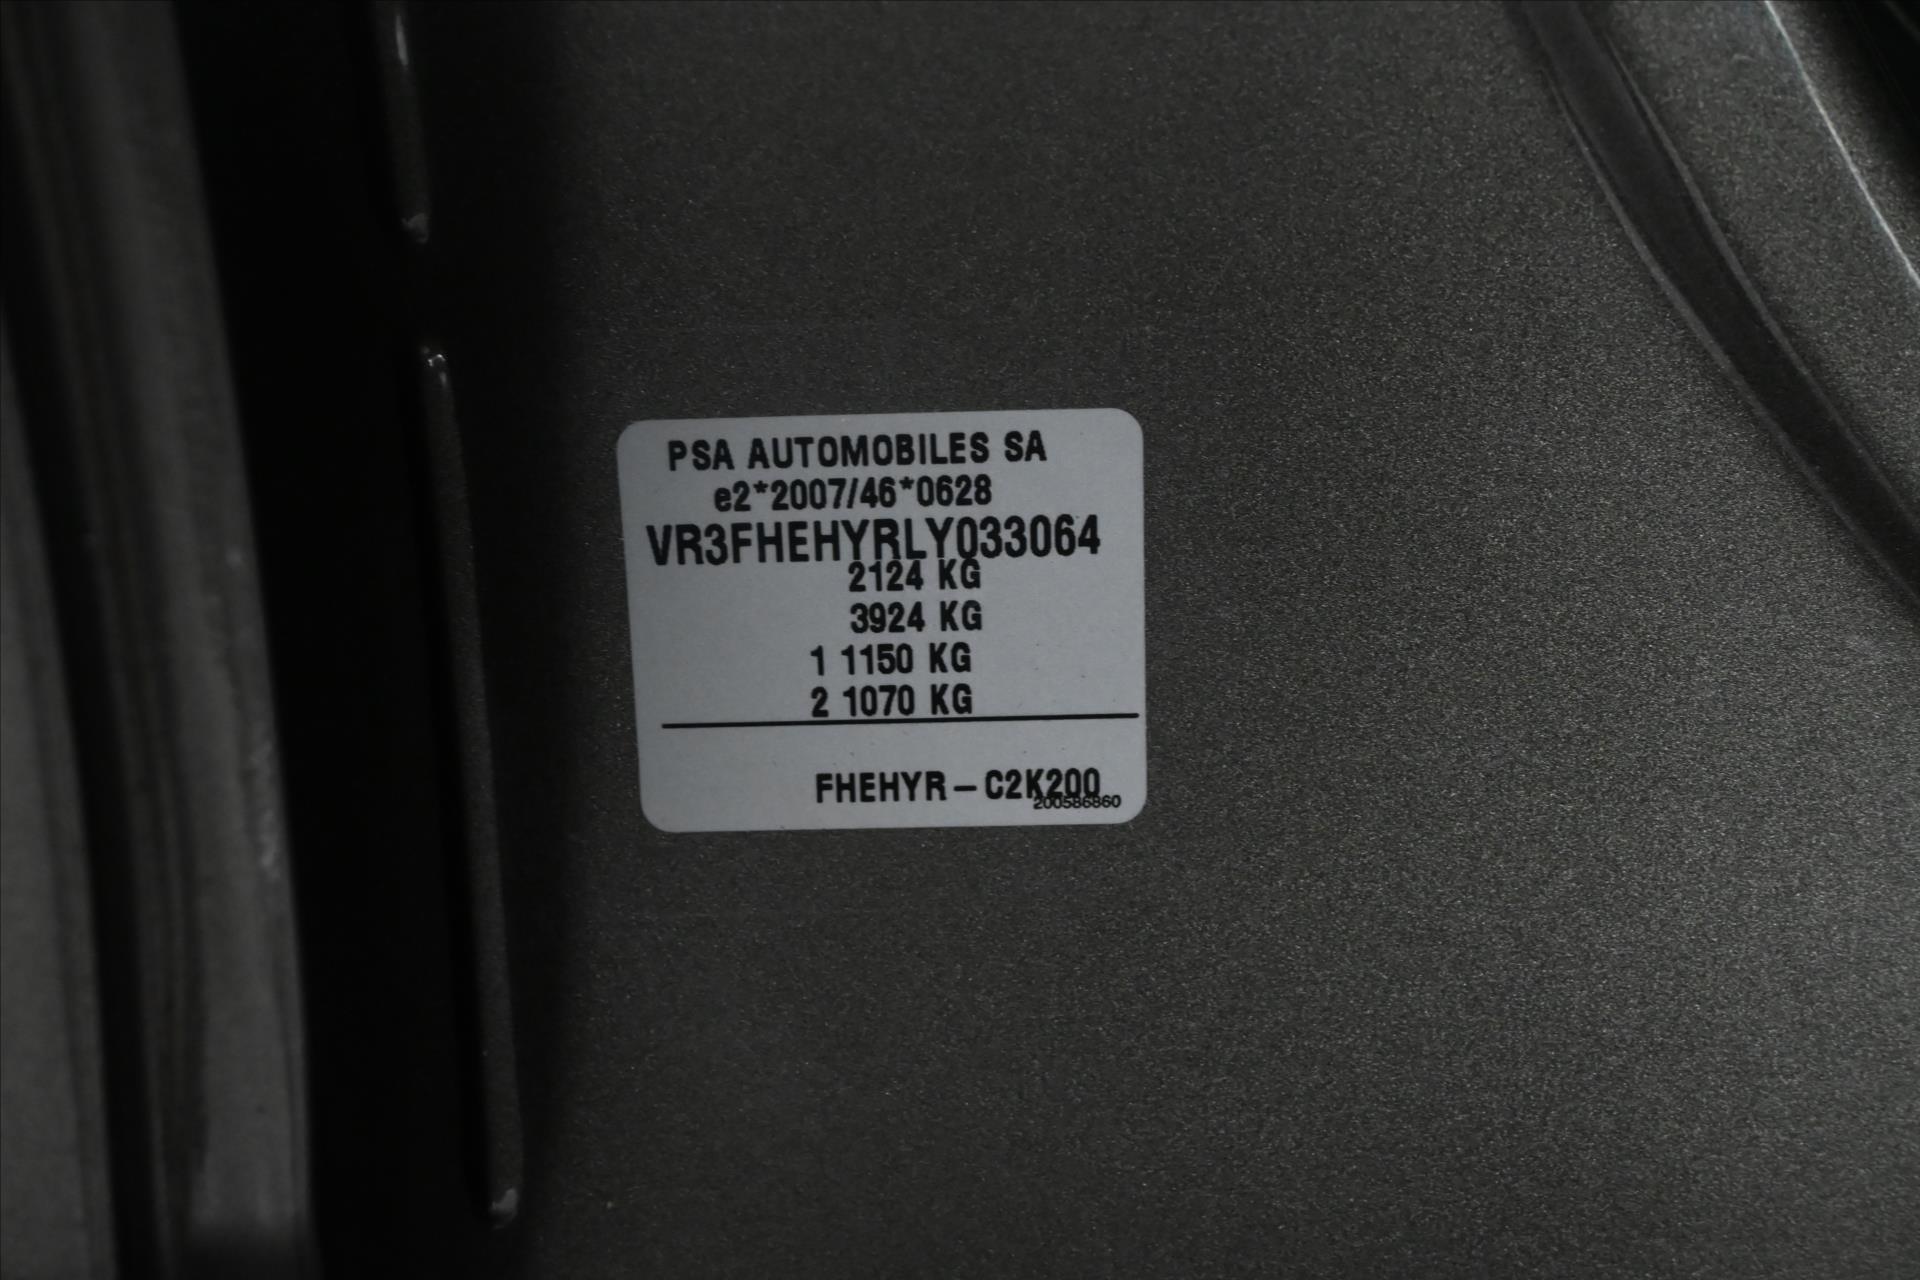 PSA AUTOMOBILES SA
e2*2007/46*0628
VR3FHEHYRLY033064
2124 KG
3924 KG
1 1150 KG
2 1070 KG
FHEHYR – C2K200
200586860